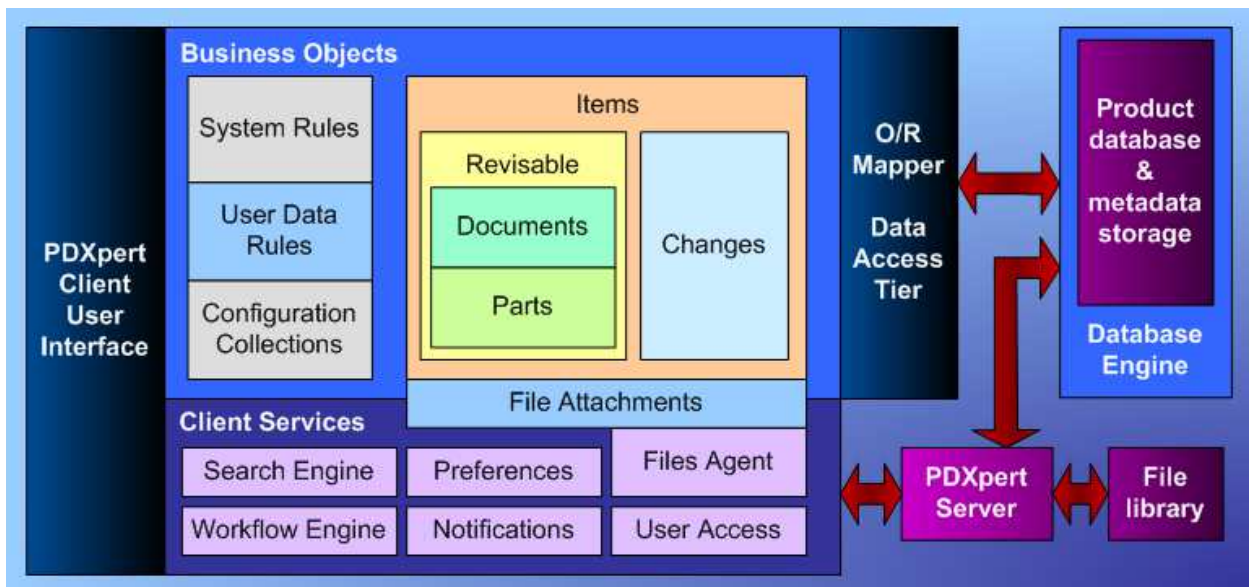 PDXpert
Client
User
Interface
Business Objects
System Rules
User Data
Rules
Configuration
Collections
Items
Revisable
Documents
Parts
Changes
File Attachments
Client Services
Search Engine
Preferences
Files Agent
Workflow Engine
Notifications
User Access
O/R
Mapper
Data
Access
Tier
Product
database
&
metadata
storage
Database
Engine
PDXpert
Server
File
library